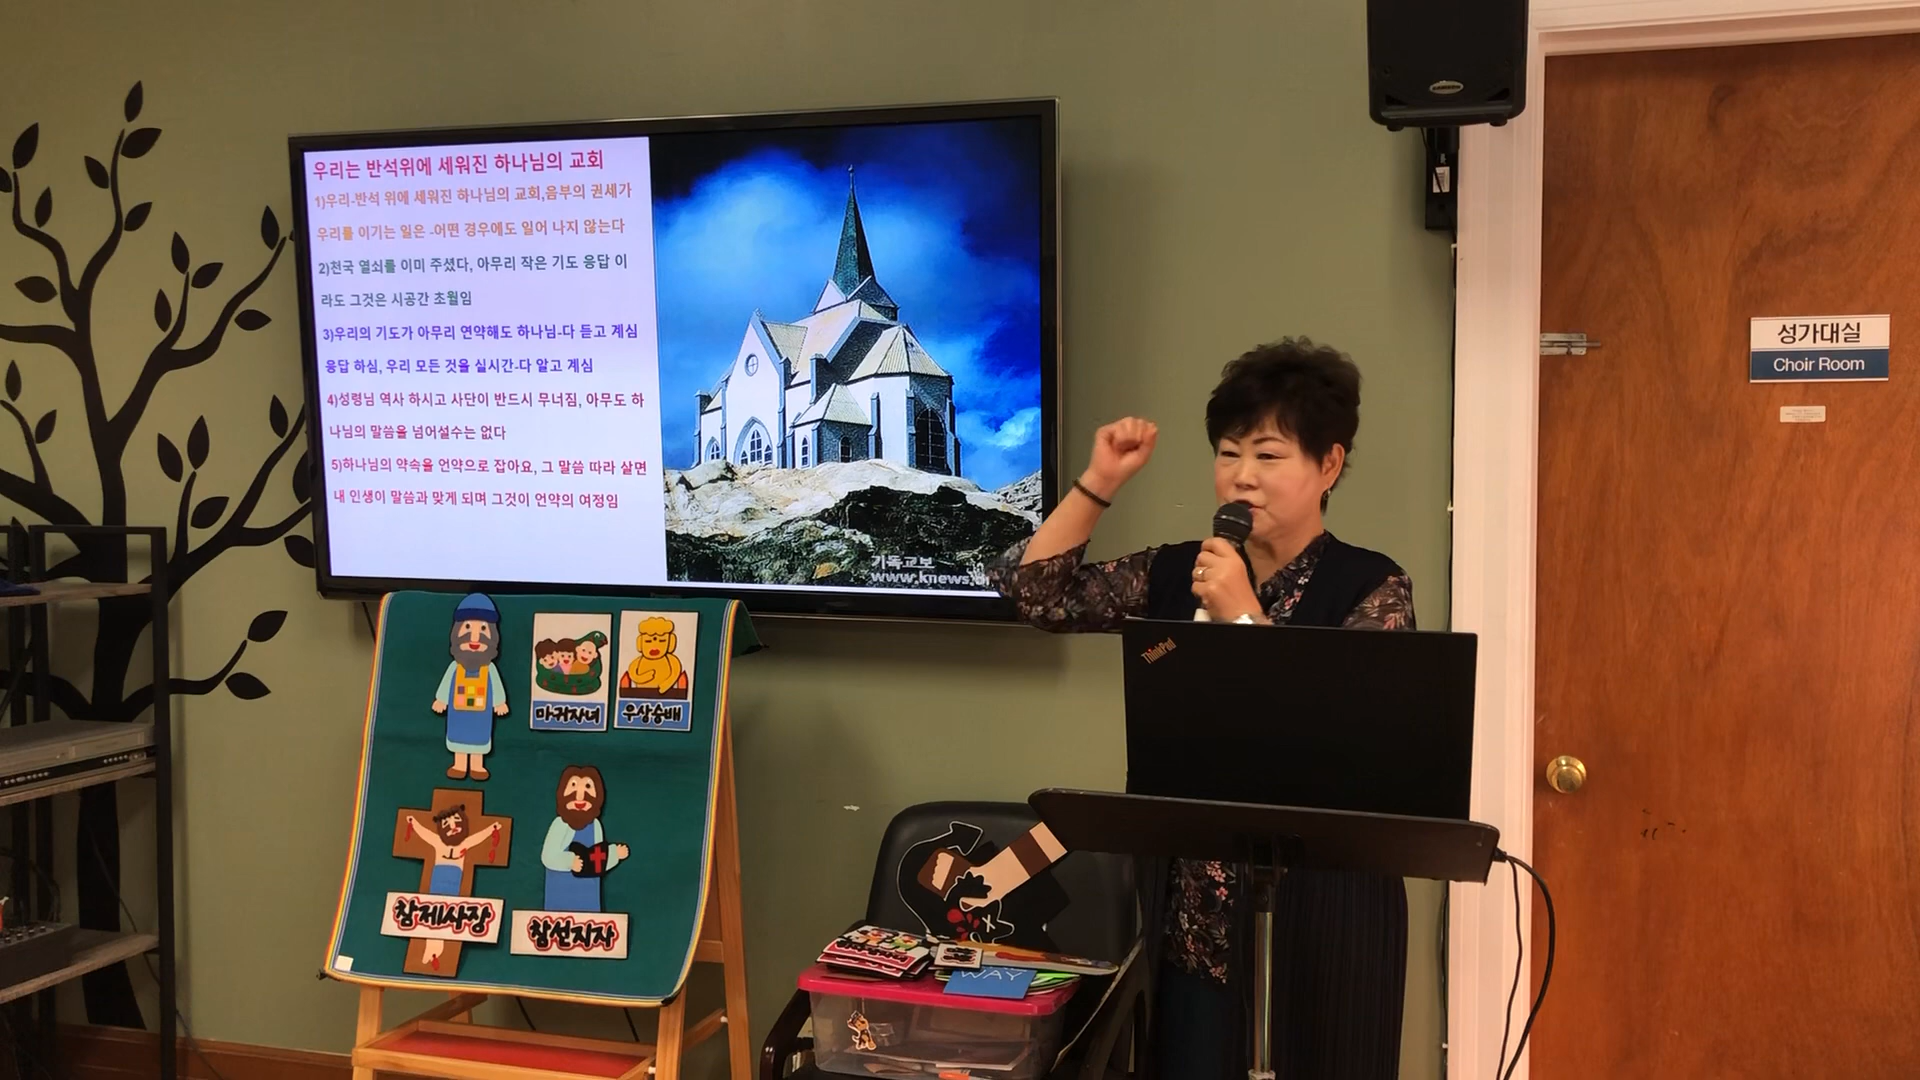 우리는 반석위에 세워진 하나님의 교회
1)우리-반석 위에 세워진 하나님의 교회,음부의 권세가
우리를 이기는 일은 -어떤 경우에도 일어 나지 않는다
2)천국 열쇠를 이미 주셨다, 아무리 작은 기도 응답 이
라도 그것은 시공간 초월임
3)우리의 기도가 아무리 연약해도 하나님-다 듣고 계심
응답 하심, 우리 모든 것을 실시간-다 알고 계심
4)성령님 역사 하시고 사단이 반드시 무너짐, 아무도 하
나님의 말씀을 넘어설수는 없다
5)하나님의 약속을 언약으로 잡아요, 그 말씀 따라 살면
내 인생이 말씀과 맞게 되며 그것이 언약의 여정임
기독교보
www.knews.
SAMSON
성가대실
Choir Room
ThinkPad
마귀자녀
우상숭배
참제사장
참선지자
WAY